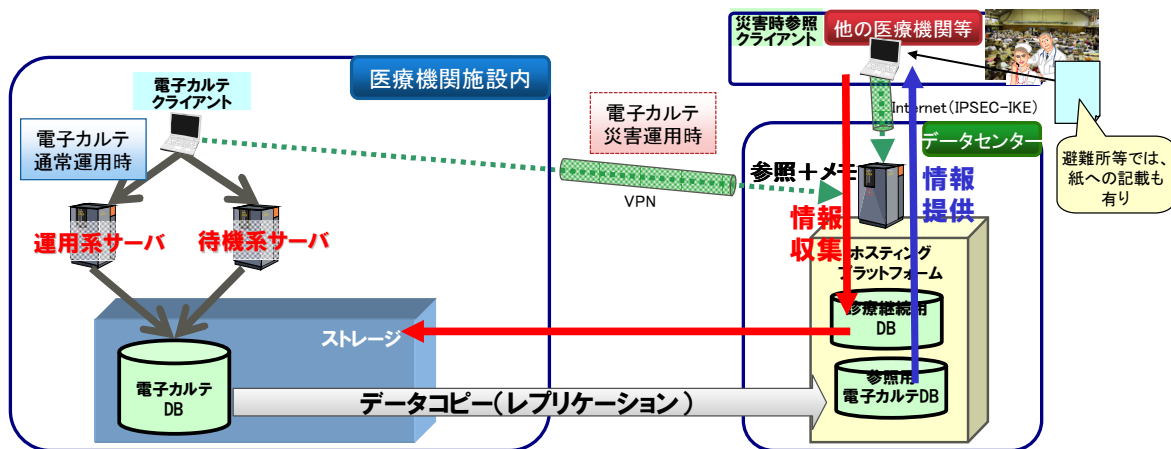 災害時参照
クライアント
他の医療機関等
医療機関施設内
電子カルテ
クライアント
電子カルテ
通常運用時
電子カルテ
災害運用時
Internet(IPSEC-IKE)
データセンター
避難所等では、
紙への記載も
有り
参照+メモ
VPN
情報
収集
情報
提供
運用系サーバ
待機系サーバ
ホスティング
プラットフォーム
診療継続用
DB
ストレージ
電子カルテ
DB
参照用
電子カルテDB
データコピー(レプリケーション)